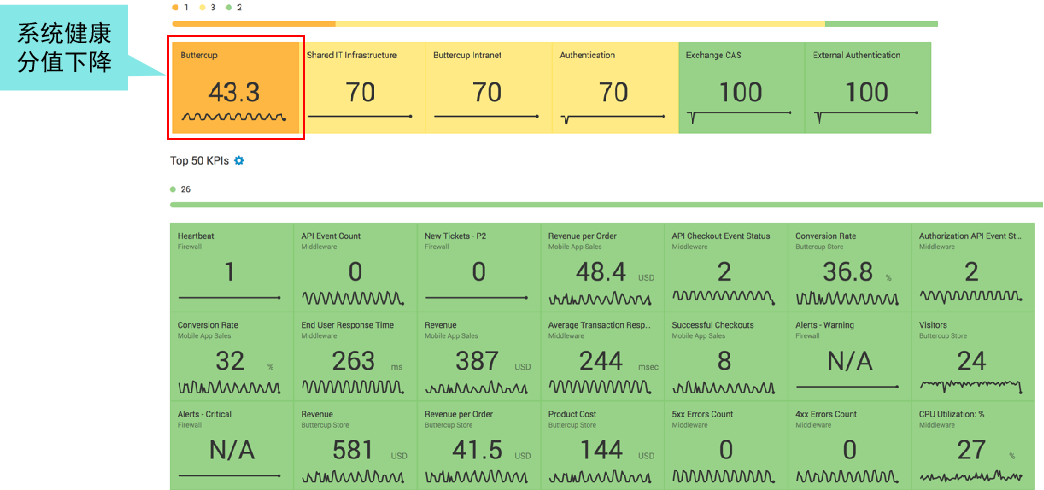 系统健康
分值下降
1 3 2
Buttercup
43.3
Shared IT Infrastructure
70
Buttercup Intranet
70
Authentication
70
Exchange CAS
100
External Authentication
100
Top 50 KPIs
26
Heartbeat
Firewall
1
API Event Count
Middleware
0
New Tickets - P2
Firewall
0
Revenue per Order
Mobile App Sales
48.4 USD
API Checkout Event Status
Middleware
2
Conversion Rate
Buttercup Store
36.8 %
Authorization API Event St...
Middleware
2
Conversion Rate
Mobile App Sales
32 %
End User Response Time
Middleware
263 ms
Revenue
Mobile App Sales
387 USD
Average Transaction Resp...
Middleware
244 msec
Successful Checkouts
Mobile App Sales
8
Alerts - Warning
Firewall
N/A
Visitors
Buttercup Store
24
Alerts - Critical
Firewall
N/A
Revenue
Buttercup Store
581 USD
Revenue per Order
Buttercup Store
41.5 USD
Product Cost
Buttercup Store
144 USD
5xx Errors Count
Middleware
0
4xx Errors Count
Middleware
0
CPU Utilization: %
Middleware
27 %